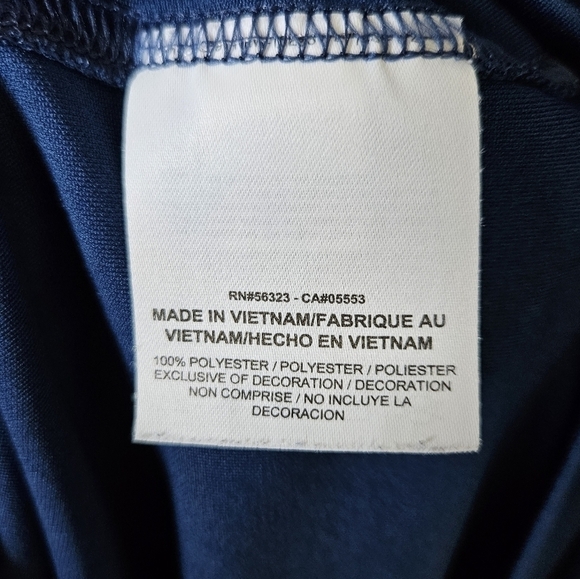 RN#56323 - CA#05553
MADE IN VIETNAM/FABRIQUE AU
VIETNAM/HECHO EN VIETNAM
100% POLYESTER / POLYESTER / POLIESTER
EXCLUSIVE OF DECORATION / DECORATION
NON COMPRISE / NO INCLUYE LA
DECORACION